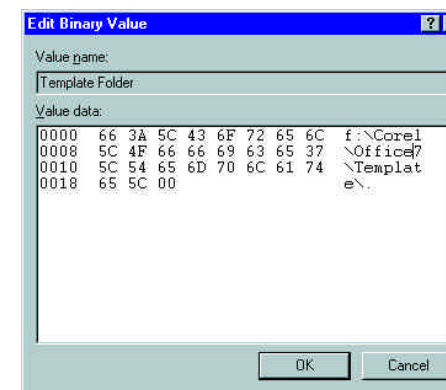 Edit Binary Value ?
Value name:
Template Folder
Value data:
0000 66 3A 5C 43 6F 72 65 6C f:\Corel
0008 5C 4F 66 66 69 63 65 37 \Office7
0010 5C 54 65 6D 70 6C 61 74 \Templat
0018 65 5C 00 e\.
OK Cancel